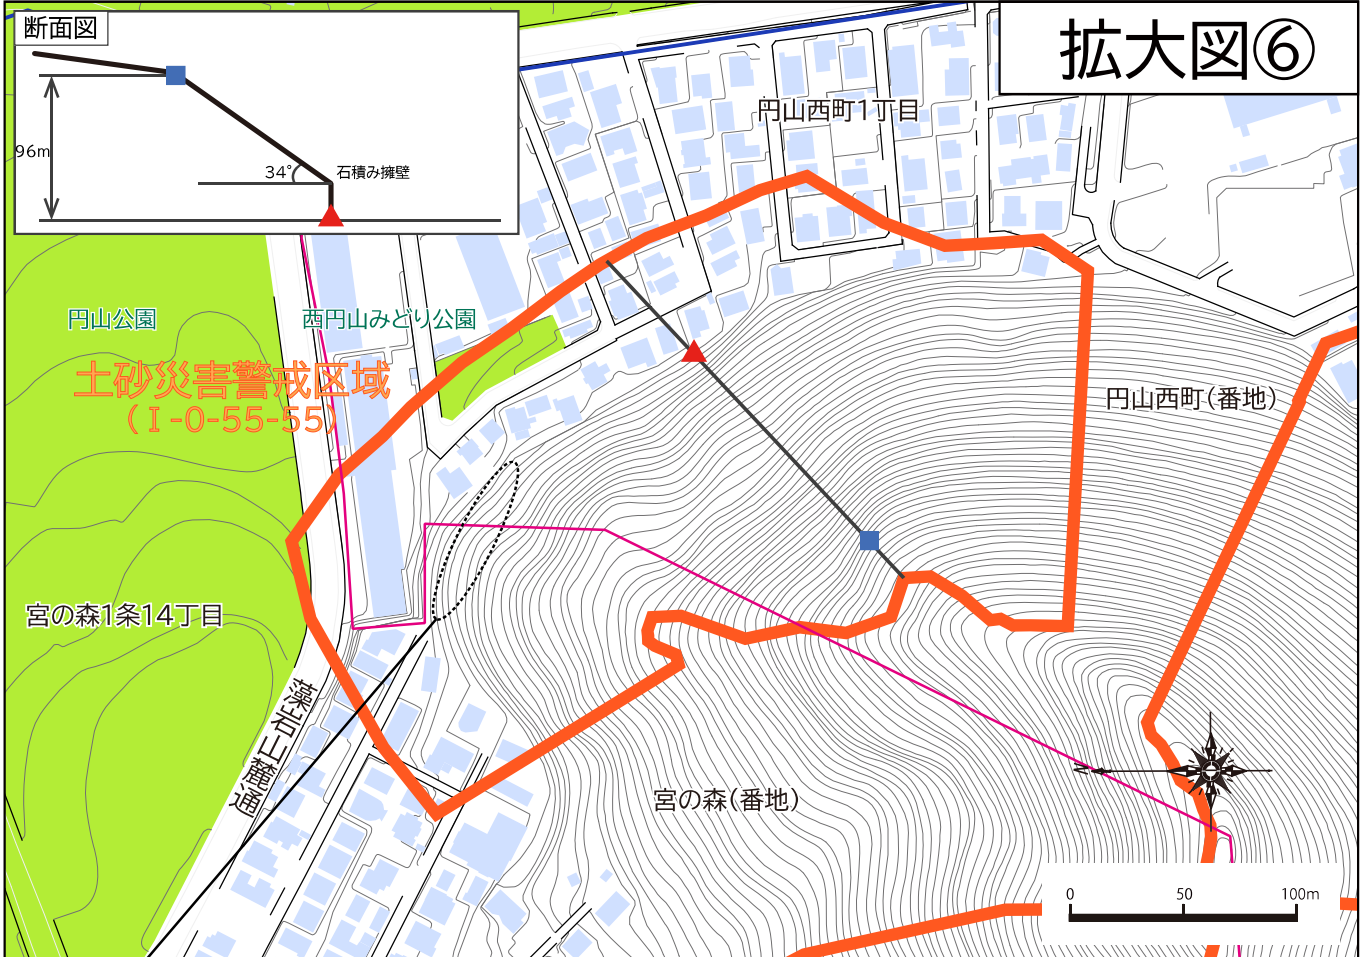 断面図
拡大図⑥
96m
34°
石積み擁壁
円山西町1丁目
円山公園
西円山みどり公園
土砂災害警戒区域
(Ⅰ-0-55-55)
円山西町(番地)
宮の森1条14丁目
藻岩山麓通
宮の森(番地)
N
0 50 100m